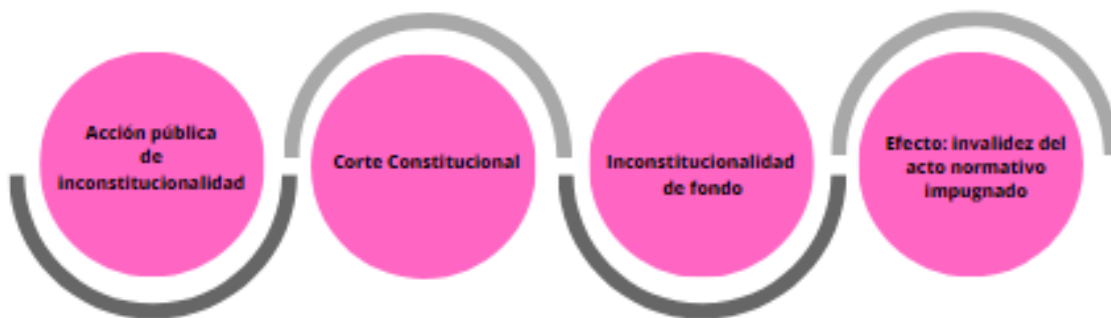 Acción pública
de
inconstitucionalidad
Corte Constitucional
Inconstitucionalidad
de fondo
Efecto: invalidez del
acto normativo
impugnado